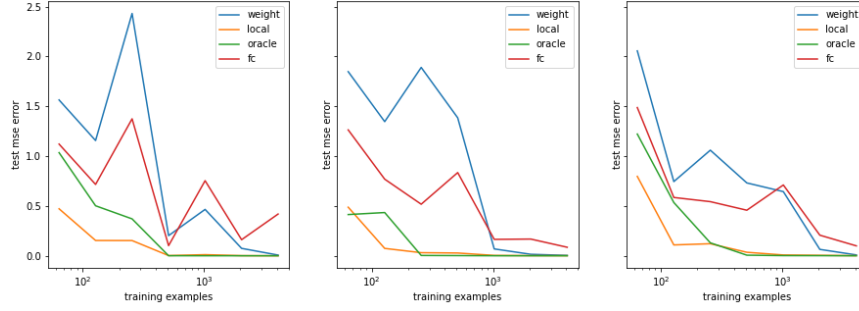 2.5
2.0
1.5
1.0
0.5
0.0
test mse error
10²
10³
training examples
weight
local
oracle
fc
test mse error
10²
10³
training examples
weight
local
oracle
fc
test mse error
10²
10³
training examples
weight
local
oracle
fc